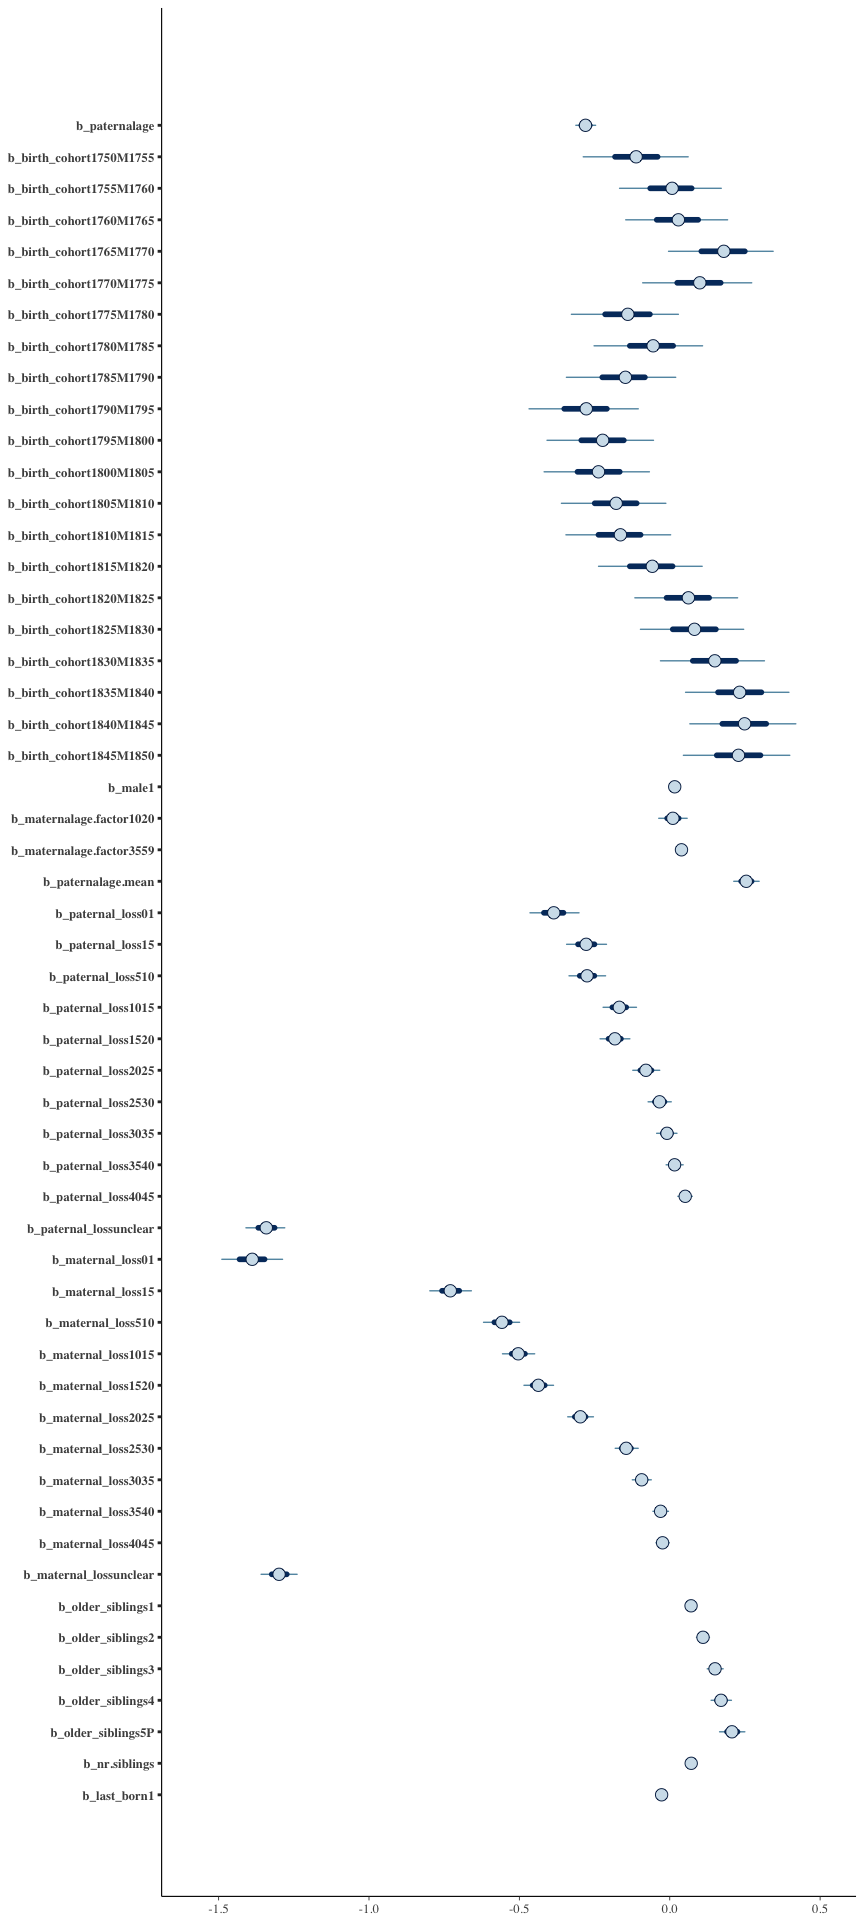 b_paternalage
b_birth_cohort1750M1755
b_birth_cohort1755M1760
b_birth_cohort1760M1765
b_birth_cohort1765M1770
b_birth_cohort1770M1775
b_birth_cohort1775M1780
b_birth_cohort1780M1785
b_birth_cohort1785M1790
b_birth_cohort1790M1795
b_birth_cohort1795M1800
b_birth_cohort1800M1805
b_birth_cohort1805M1810
b_birth_cohort1810M1815
b_birth_cohort1815M1820
b_birth_cohort1820M1825
b_birth_cohort1825M1830
b_birth_cohort1830M1835
b_birth_cohort1835M1840
b_birth_cohort1840M1845
b_birth_cohort1845M1850
b_male1
b_maternalage.factor1020
b_maternalage.factor3559
b_paternalage.mean
b_paternal_loss01
b_paternal_loss15
b_paternal_loss510
b_paternal_loss1015
b_paternal_loss1520
b_paternal_loss2025
b_paternal_loss2530
b_paternal_loss3035
b_paternal_loss3540
b_paternal_loss4045
b_paternal_lossunclear
b_maternal_loss01
b_maternal_loss15
b_maternal_loss510
b_maternal_loss1015
b_maternal_loss1520
b_maternal_loss2025
b_maternal_loss2530
b_maternal_loss3035
b_maternal_loss3540
b_maternal_loss4045
b_maternal_lossunclear
b_older_siblings1
b_older_siblings2
b_older_siblings3
b_older_siblings4
b_older_siblings5P
b_nr.siblings
b_last_born1
-1.5 -1.0 -0.5 0.0 0.5